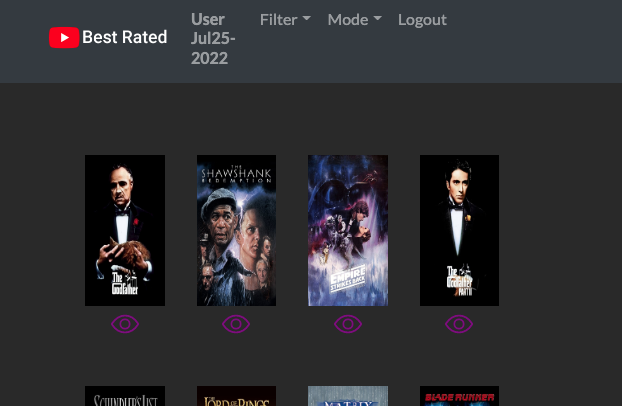 Best Rated
User
Jul25-
2022
Filter
Mode
Logout
The
Godfather
THE
SHAWSHANK
REDEMPTION
EMPIRE
STRIKES BACK
The
Godfather
PART II
SCHINDLER'S LIST
LORD OF THE RINGS
MATRIX
BLADE RUNNER